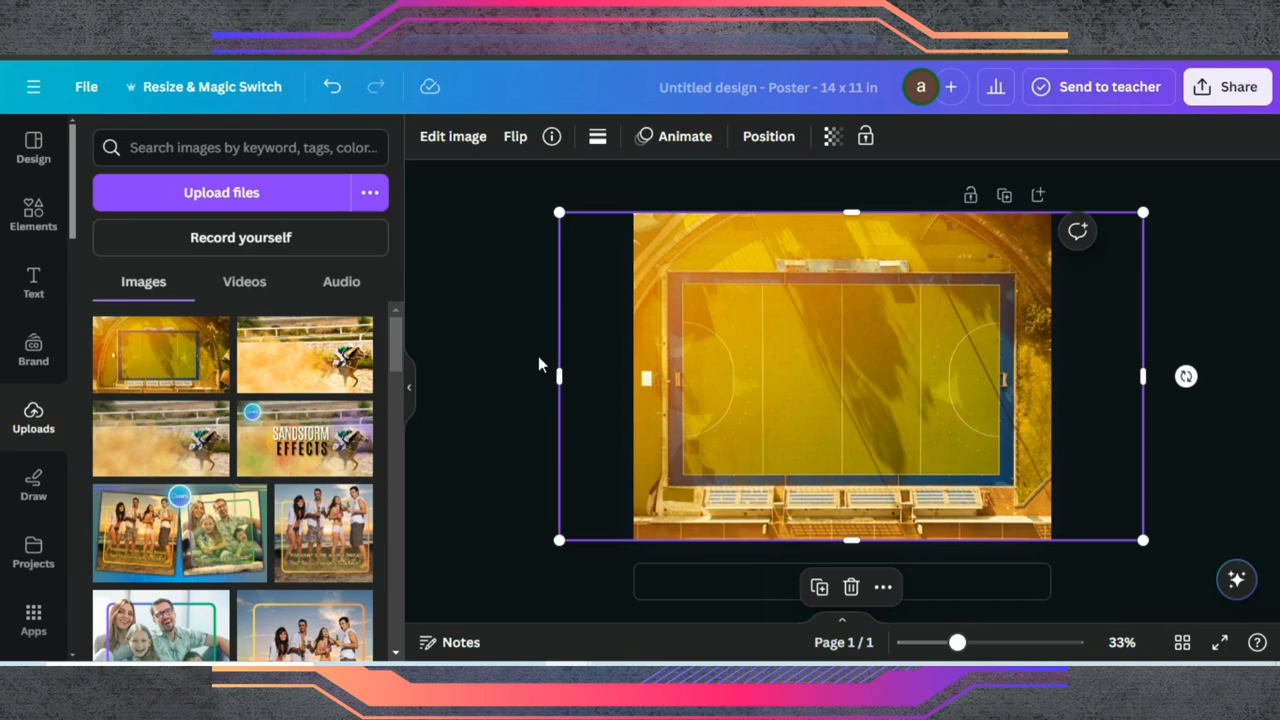 File
Resize & Magic Switch
Untitled design - Poster - 14 x 11 in
a
Send to teacher
Share
Design
Elements
Text
Brand
Uploads
Draw
Projects
Apps
Search images by keyword, tags, color...
Upload files
Record yourself
Images
Videos
Audio
SANDSTORM
EFFECTS
Canva
Edit image
Flip
Animate
Position
Notes
Page 1 / 1
33%